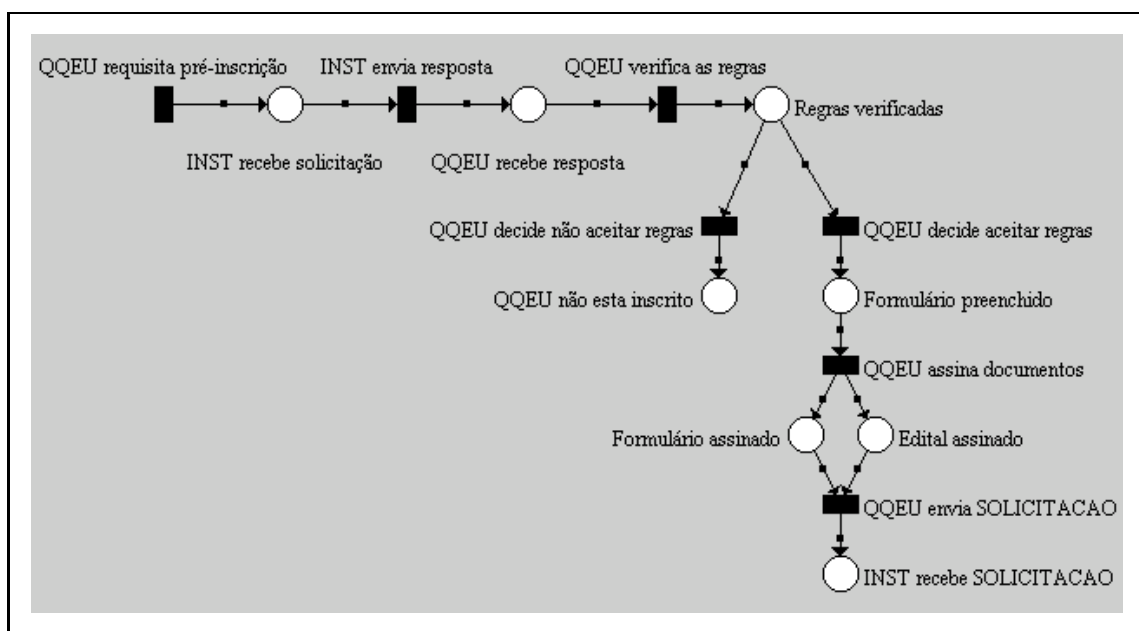 QQEU requisita pré-inscrição
INST envia resposta
QQEU verifica as regras
Regras verificadas
INST recebe solicitação
QQEU recebe resposta
QQEU decide não aceitar regras
QQEU decide aceitar regras
QQEU não esta inscrito
Formulário preenchido
QQEU assina documentos
Formulário assinado
Edital assinado
QQEU envia SOLICITACAO
INST recebe SOLICITACAO